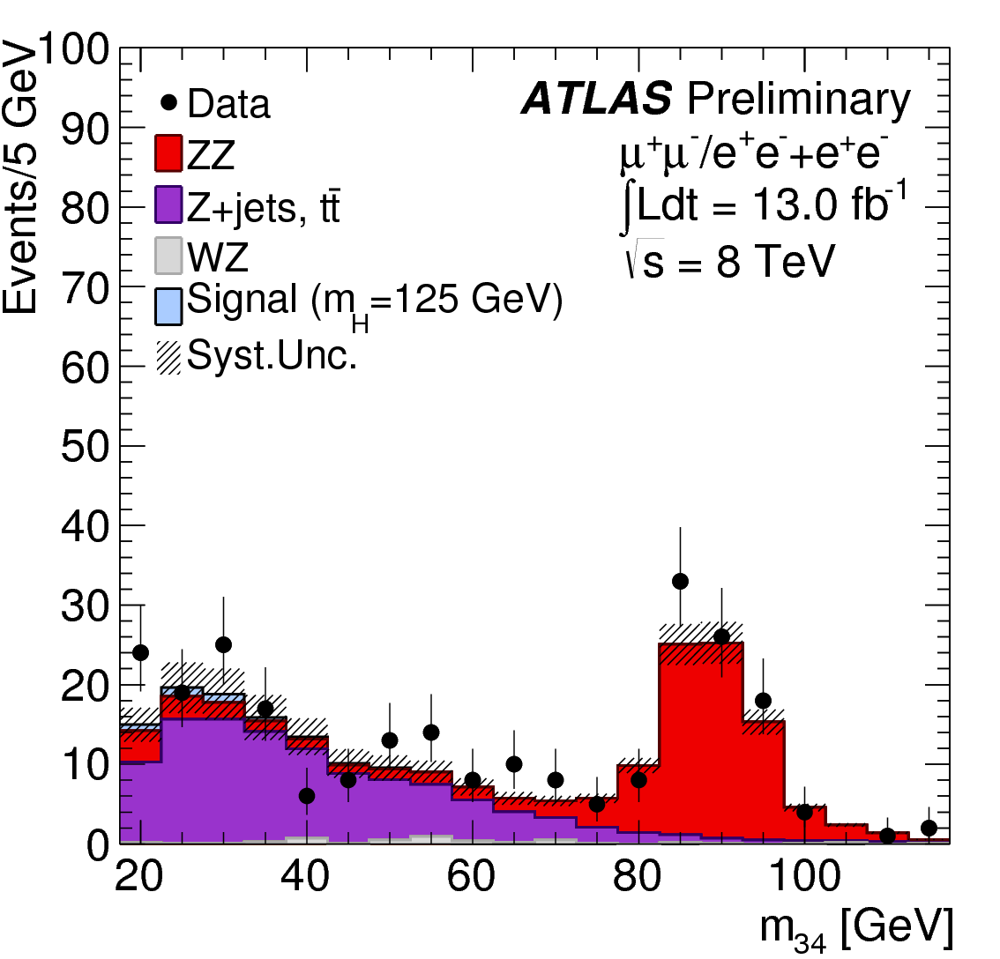 Events/5 GeV
100
90
80
70
60
50
40
30
20
10
0
Data
ZZ
Z+jets, tt̄
WZ
Signal (m_H=125 GeV)
Syst.Unc.
ATLAS Preliminary
μ⁺μ⁻/e⁺e⁻+e⁺e⁻
∫Ldt = 13.0 fb⁻¹
√s = 8 TeV
20 40 60 80 100
m₃₄ [GeV]